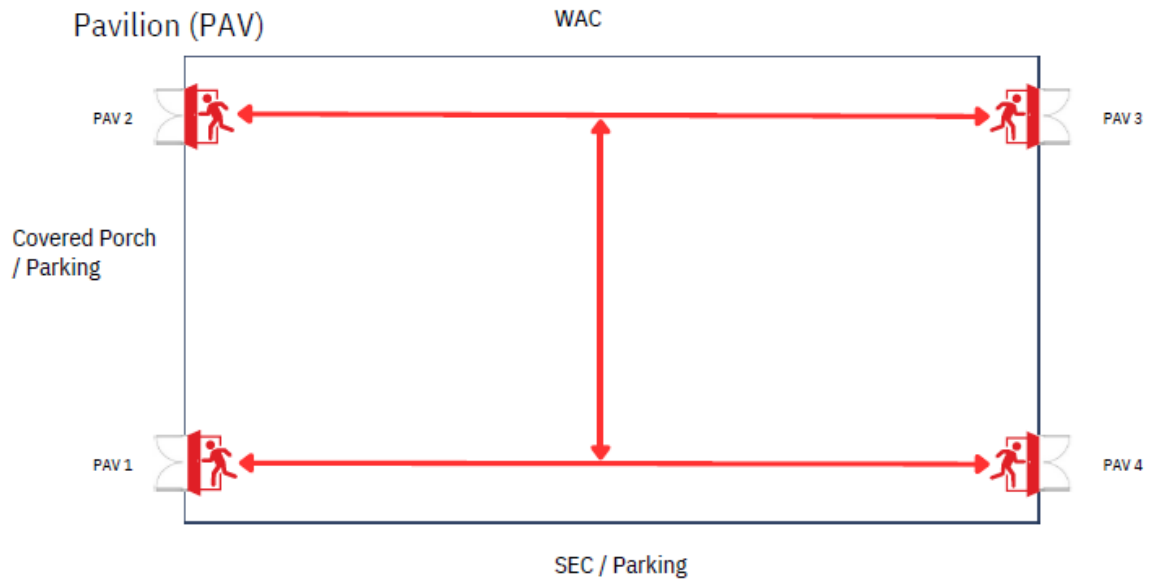 Pavilion (PAV)
WAC
PAV 2
PAV 3
Covered Porch
/ Parking
PAV 1
PAV 4
SEC / Parking